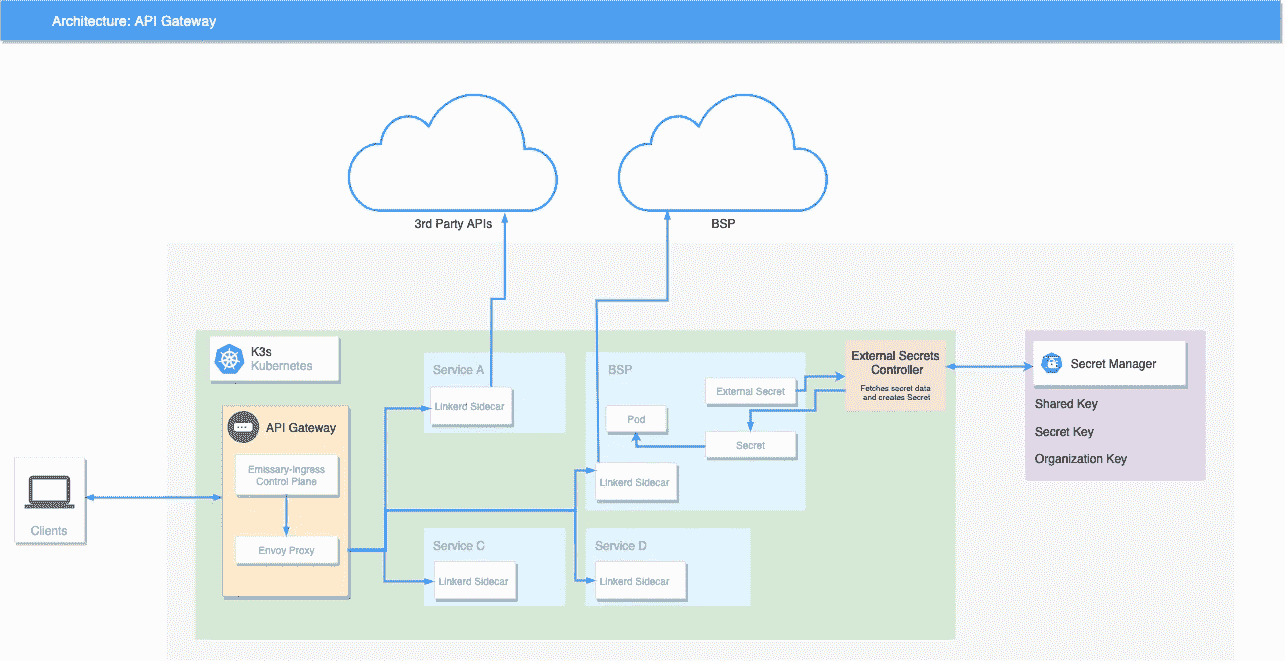 Architecture: API Gateway
3rd Party APIs
BSP
K3s
Kubernetes
API Gateway
Emissary-Ingress
Control Plane
Envoy Proxy
Clients
Service A
Linkerd Sidecar
BSP
External Secret
Pod
Secret
Linkerd Sidecar
External Secrets
Controller
Fetches secret data
and creates Secret
Secret Manager
Shared Key
Secret Key
Organization Key
Service C
Linkerd Sidecar
Service D
Linkerd Sidecar